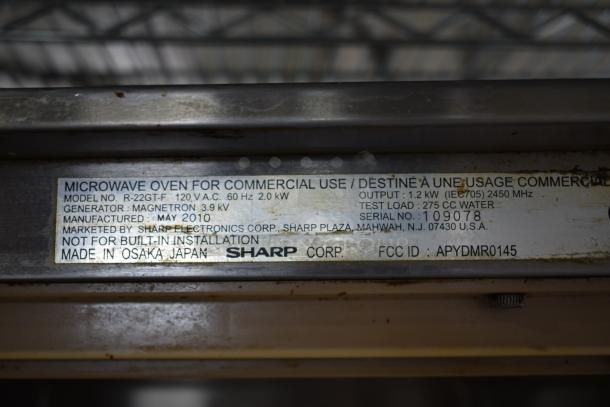 MICROWAVE OVEN FOR COMMERCIAL USE / DESTINE A UNE USAGE COMMERCIAL
MODEL NO. R-22GT-F 120 V A.C. 60 Hz 2.0 kW OUTPUT : 1.2 kW (IEC705) 2450 MHz
GENERATOR : MAGNETRON 3.9 kV TEST LOAD : 275 CC WATER
MANUFACTURED : MAY 2010 SERIAL NO. 109078
MARKETED BY SHARP ELECTRONICS CORP., SHARP PLAZA, MAHWAH, N.J. 07430 U.S.A.
NOT FOR BUILT-IN INSTALLATION
MADE IN OSAKA JAPAN SHARP CORP. FCC ID : APYDMR0145